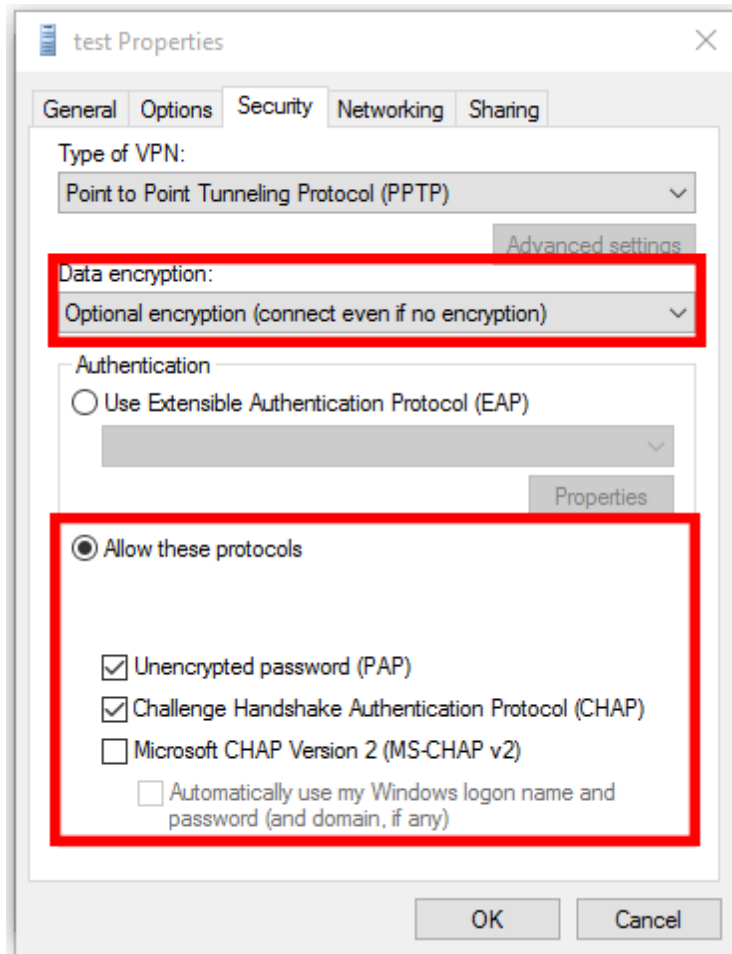 test Properties
General Options Security Networking Sharing
Type of VPN:
Point to Point Tunneling Protocol (PPTP)
Advanced settings
Data encryption:
Optional encryption (connect even if no encryption)
Authentication
Use Extensible Authentication Protocol (EAP)
Properties
Allow these protocols
Unencrypted password (PAP)
Challenge Handshake Authentication Protocol (CHAP)
Microsoft CHAP Version 2 (MS-CHAP v2)
Automatically use my Windows logon name and
password (and domain, if any)
OK Cancel